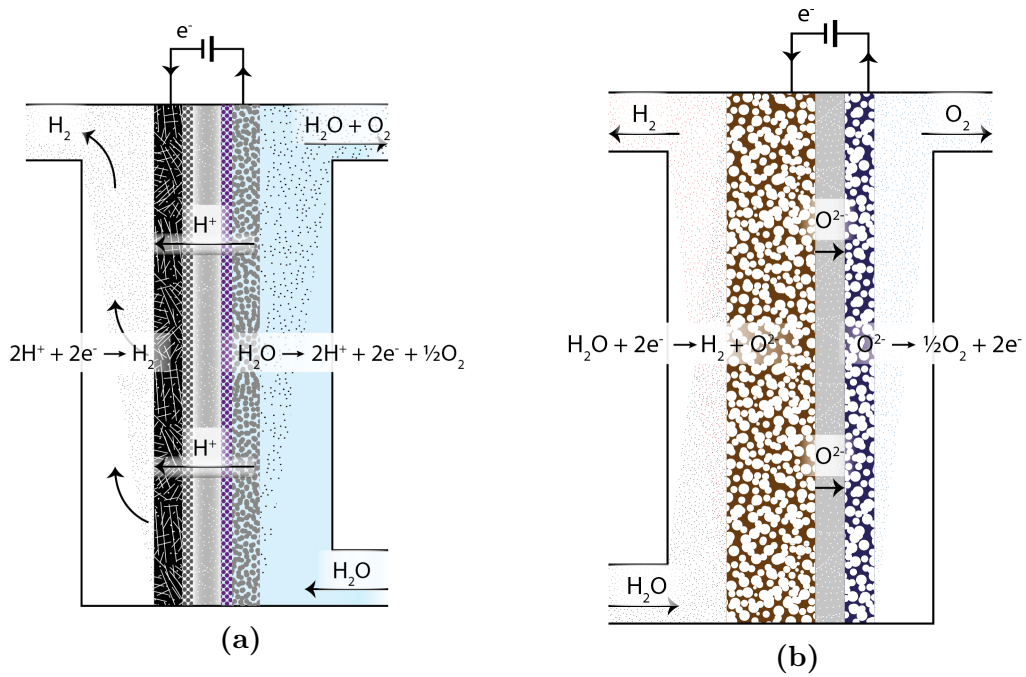 e⁻
H₂
H₂O + O₂
H⁺
2H⁺ + 2e⁻ → H₂
H₂O → 2H⁺ + 2e⁻ + ½O₂
H⁺
H₂O
(a)
e⁻
H₂
O₂
O²⁻
H₂O + 2e⁻ → H₂ + O²⁻
O²⁻ → ½O₂ + 2e⁻
O²⁻
H₂O
(b)